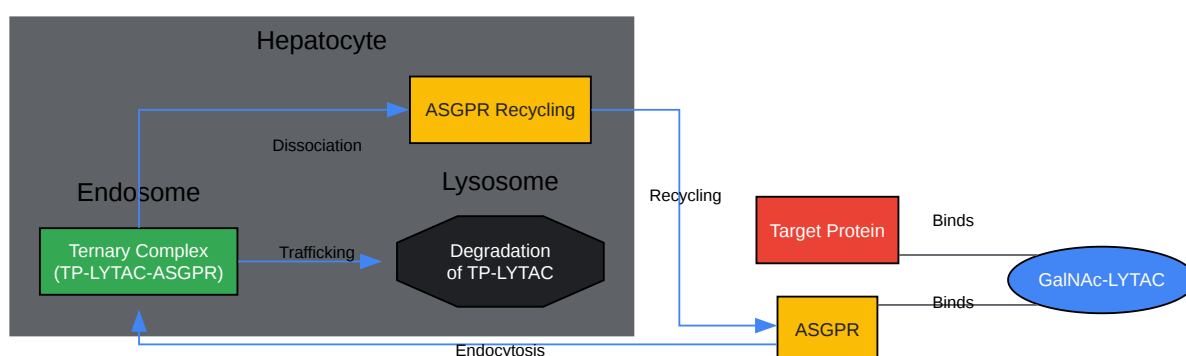 Hepatocyte
ASGPR Recycling
Dissociation
Endosome
Lysosome
Recycling
Ternary Complex
(TP-LYTAC-ASGPR)
Trafficking
Degradation
of TP-LYTAC
Target Protein
Binds
GalNAc-LYTAC
Binds
ASGPR
Endocytosis